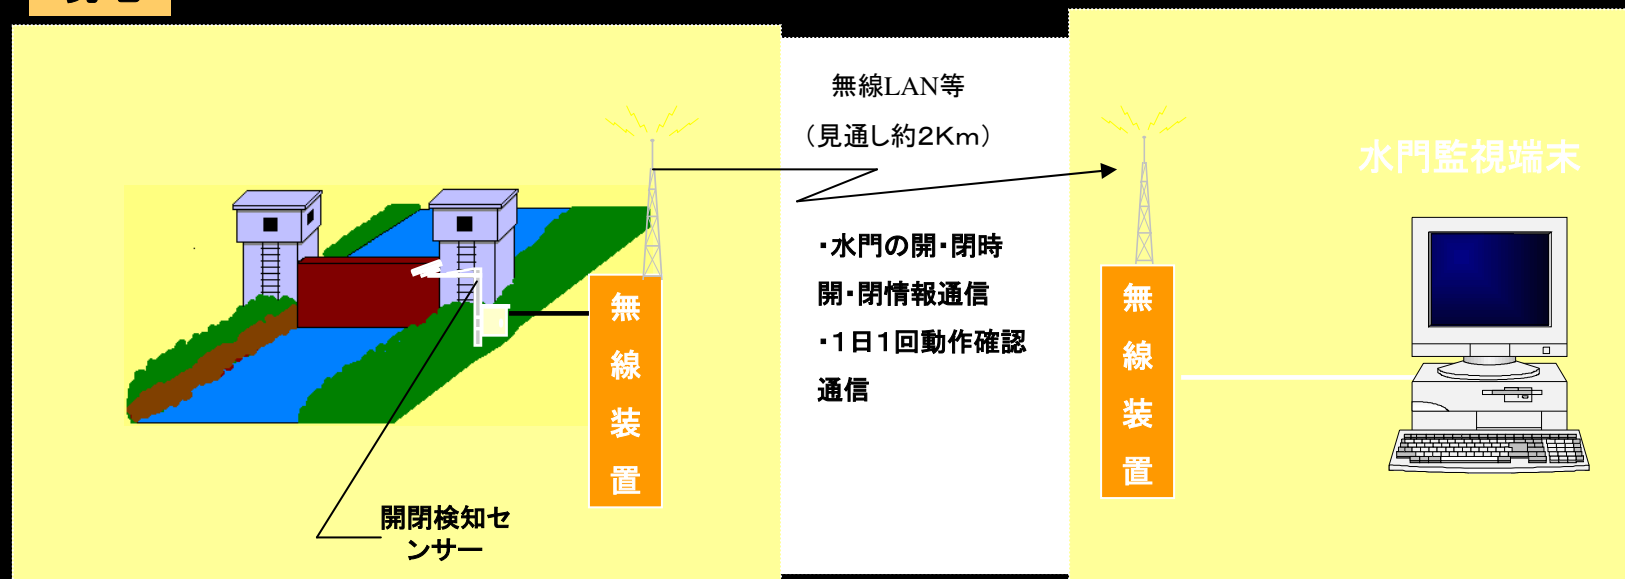 無線LAN等
（見通し約2Km）
水門監視端末
・水門の開・閉時
開・閉情報通信
・1日1回動作確認
通信
無線装置
無線装置
開閉検知セ
ンサー